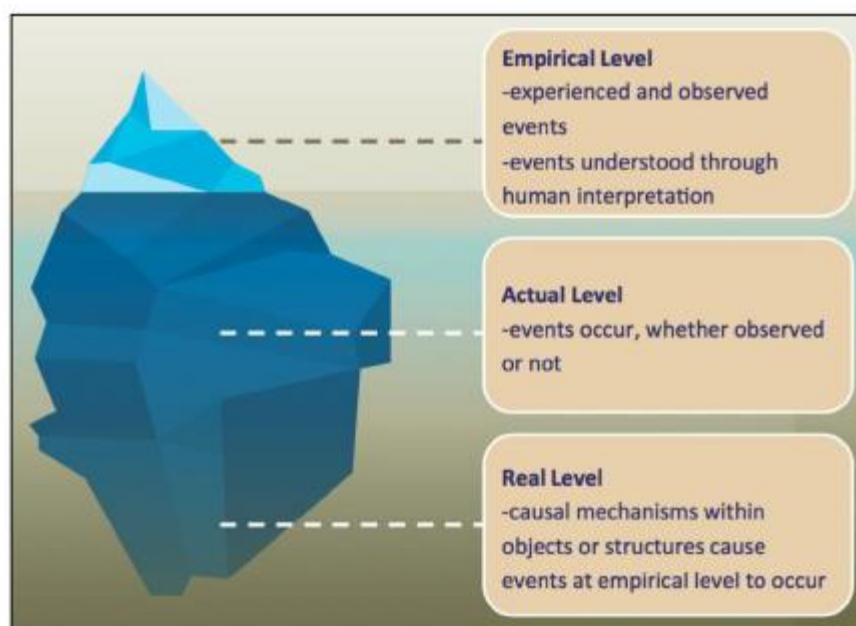 Empirical Level
-experienced and observed
events
-events understood through
human interpretation
Actual Level
-events occur, whether observed
or not
Real Level
-causal mechanisms within
objects or structures cause
events at empirical level to occur